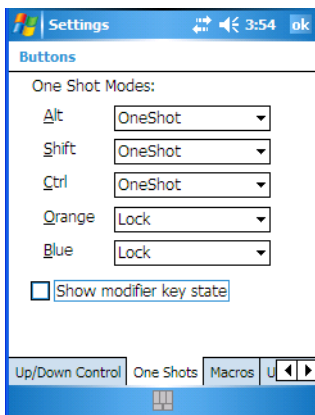 Settings 3:54 ok
Buttons
One Shot Modes:
Alt OneShot
Shift OneShot
Ctrl OneShot
Orange Lock
Blue Lock
Show modifier key state
Up/Down Control One Shots Macros U